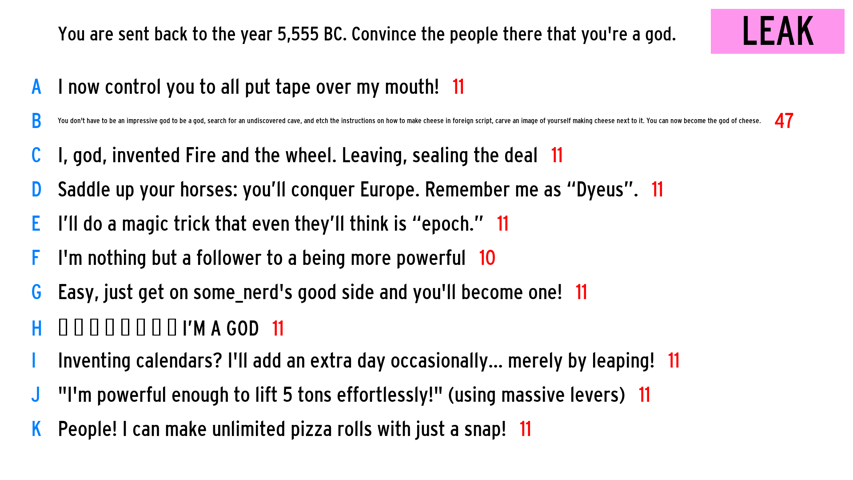 You are sent back to the year 5,555 BC. Convince the people there that you're a god.
LEAK
A I now control you to all put tape over my mouth! 11
B You don't have to be an impressive god to be a god, search for an undiscovered cave, and etch the instructions on how to make cheese in foreign script, carve an image of yourself making cheese next to it. You can now become the god of cheese. 47
C I, god, invented Fire and the wheel. Leaving, sealing the deal 11
D Saddle up your horses: you’ll conquer Europe. Remember me as “Dyeus”. 11
E I’ll do a magic trick that even they’ll think is “epoch.” 11
F I'm nothing but a follower to a being more powerful 10
G Easy, just get on some_nerd's good side and you'll become one! 11
H I’M A GOD 11
I Inventing calendars? I'll add an extra day occasionally... merely by leaping! 11
J "I'm powerful enough to lift 5 tons effortlessly!" (using massive levers) 11
K People! I can make unlimited pizza rolls with just a snap! 11